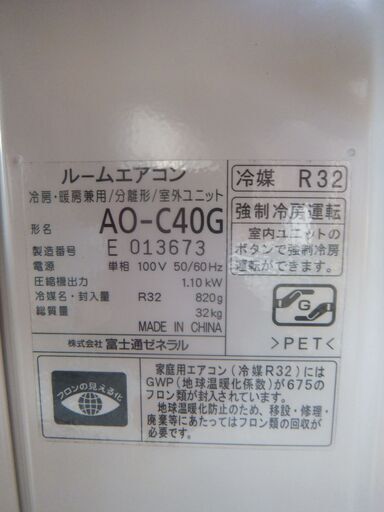 ルームエアコン
冷房・暖房兼用/分離形/室外ユニット
形名 AO-C40G
製造番号 E 013673
電源 単相 100V 50/60Hz
圧縮機出力 1.10kW
冷媒名・封入量 R32 820g
総質量 32kg
MADE IN CHINA
株式会社 富士通ゼネラル
冷媒 R32
強制冷房運転
室内ユニットの
ボタンで強制冷房
運転ができます。
G
>PET<
フロンの見える化
家庭用エアコン(冷媒R32)には
GWP(地球温暖化係数)が675の
フロン類が封入されています。
地球温暖化防止のため、移設・修理・
廃棄等にあたってはフロン類の回収が
必要です。